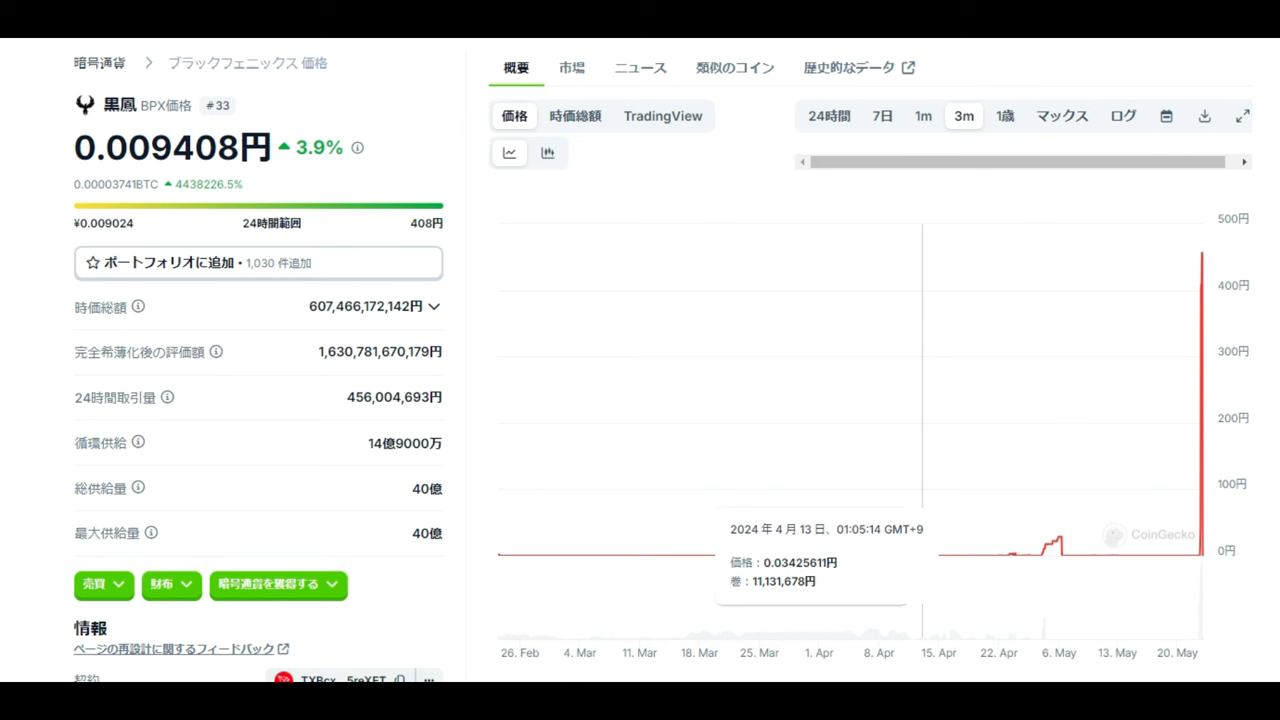 暗号通貨 > ブラックフェニックス 価格
黒鳳 BPX価格 #33
0.009408円 3.9%
0.00003741BTC 4438226.5%
¥0.009024 24時間範囲 408円
ポートフォリオに追加・1,030 件追加
時価総額 607,466,172,142円
完全希薄化後の評価額 1,630,781,670,179円
24時間取引量 456,004,693円
循環供給 14億9000万
総供給量 40億
最大供給量 40億
売買 財布 暗号通貨を獲得する
情報
ページの再設計に関するフィードバック
契約 TXBcx...5reXET
概要 市場 ニュース 類似のコイン 歴史的なデータ
価格 時価総額 TradingView
24時間 7日 1m 3m 1歳 マックス ログ
500円
400円
300円
200円
100円
0円
2024 年 4 月 13 日、01:05:14 GMT+9
価格：0.03425611円
巻：11,131,678円
CoinGecko
26. Feb 4. Mar 11. Mar 18. Mar 25. Mar 1. Apr 8. Apr 15. Apr 22. Apr 6. May 13. May 20. May